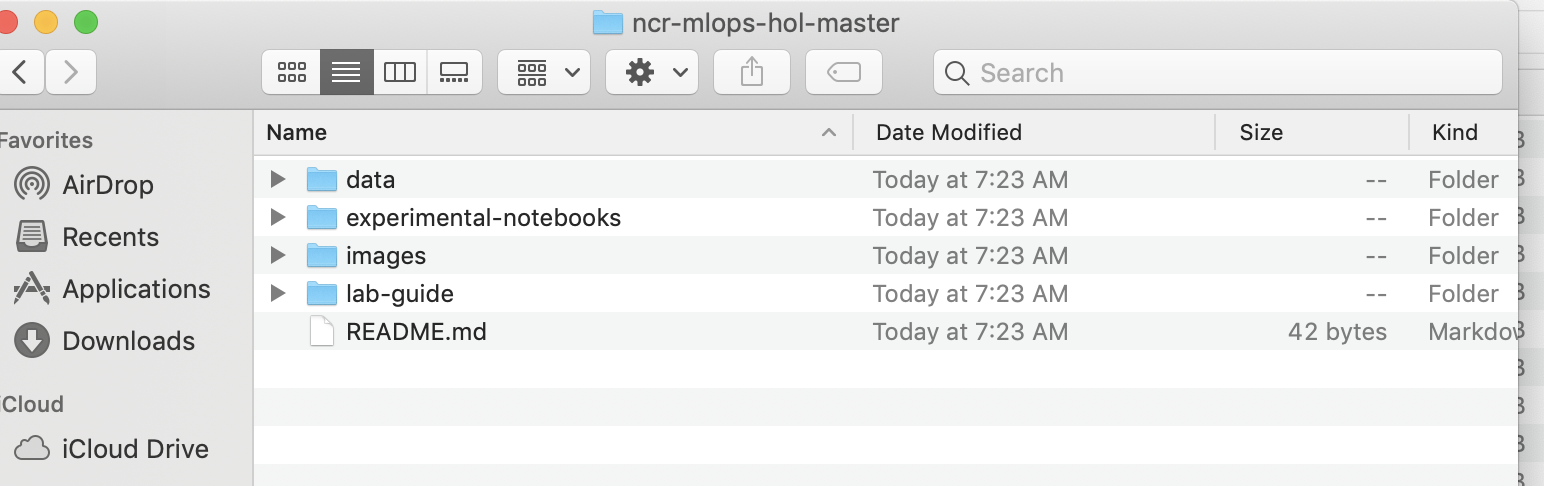 ncr-mlops-hol-master
Search
Favorites
AirDrop
Recents
Applications
Downloads
iCloud
iCloud Drive
Name Date Modified Size Kind
data Today at 7:23 AM -- Folder
experimental-notebooks Today at 7:23 AM -- Folder
images Today at 7:23 AM -- Folder
lab-guide Today at 7:23 AM -- Folder
README.md Today at 7:23 AM 42 bytes Markdow